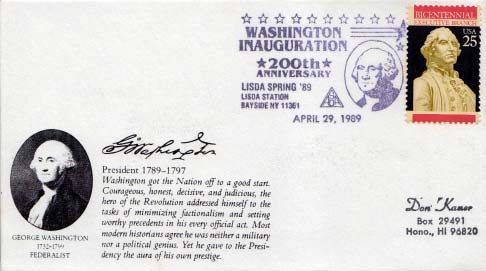 WASHINGTON
INAUGURATION
200th
ANNIVERSARY
LISDA SPRING '89
LISDA STATION
BAYSIDE NY 11361
APRIL 29, 1989
BICENTENNIAL
EXECUTIVE BRANCH
USA
25
G Washington
President 1789–1797
Washington got the Nation off to a good start.
Courageous, honest, decisive, and judicious, the
hero of the Revolution addressed himself to the
tasks of minimizing factionalism and setting
worthy precedents in his every official act. Most
modern historians agree he was neither a military
nor a political genius. Yet he gave to the Presi-
dency the aura of his own prestige.
GEORGE WASHINGTON
1732–1799
FEDERALIST
Don Kanor
Box 29491
Hono., HI 96820